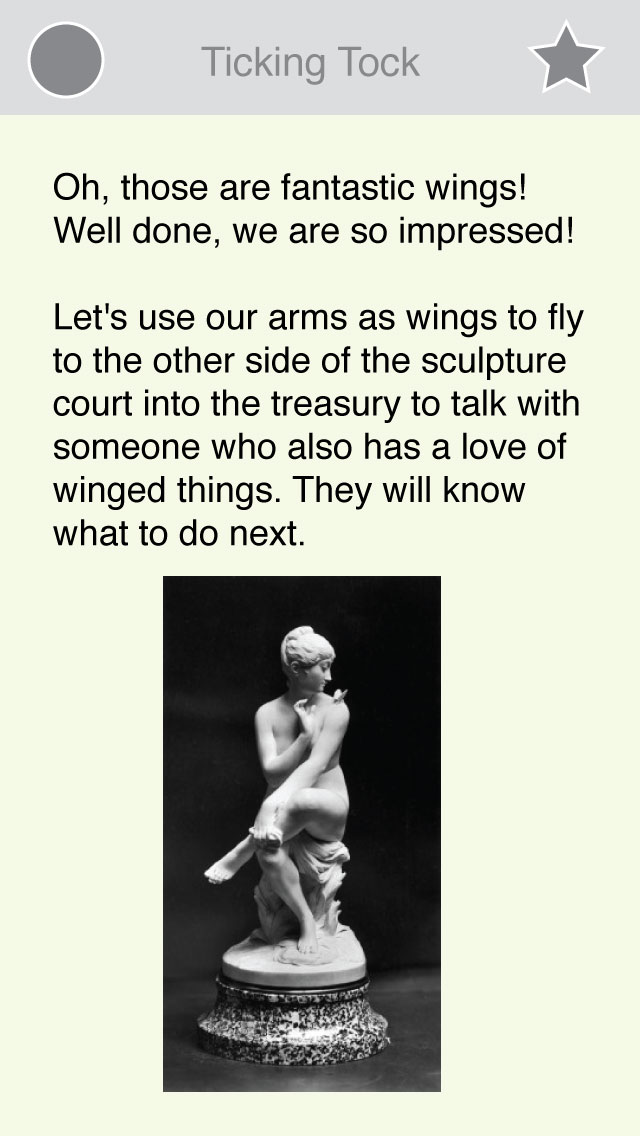 Ticking Tock
Oh, those are fantastic wings!
Well done, we are so impressed!
Let's use our arms as wings to fly
to the other side of the sculpture
court into the treasury to talk with
someone who also has a love of
winged things. They will know
what to do next.